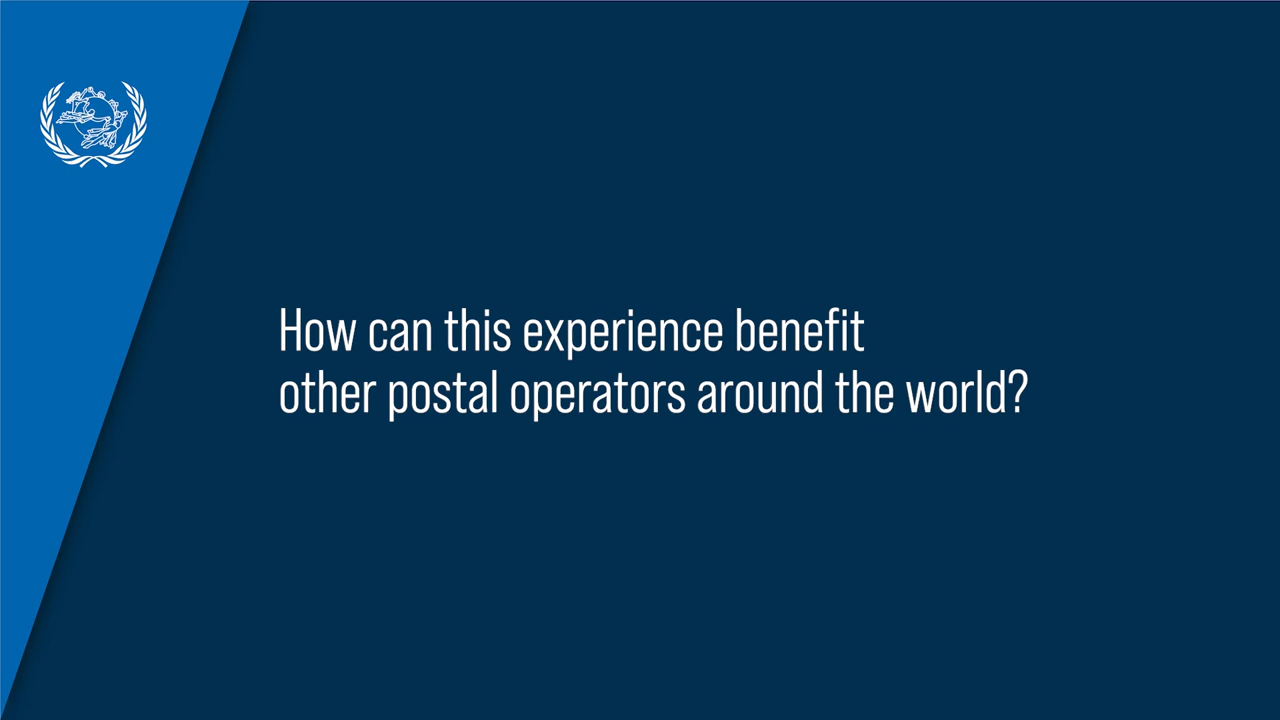 How can this experience benefit
other postal operators around the world?